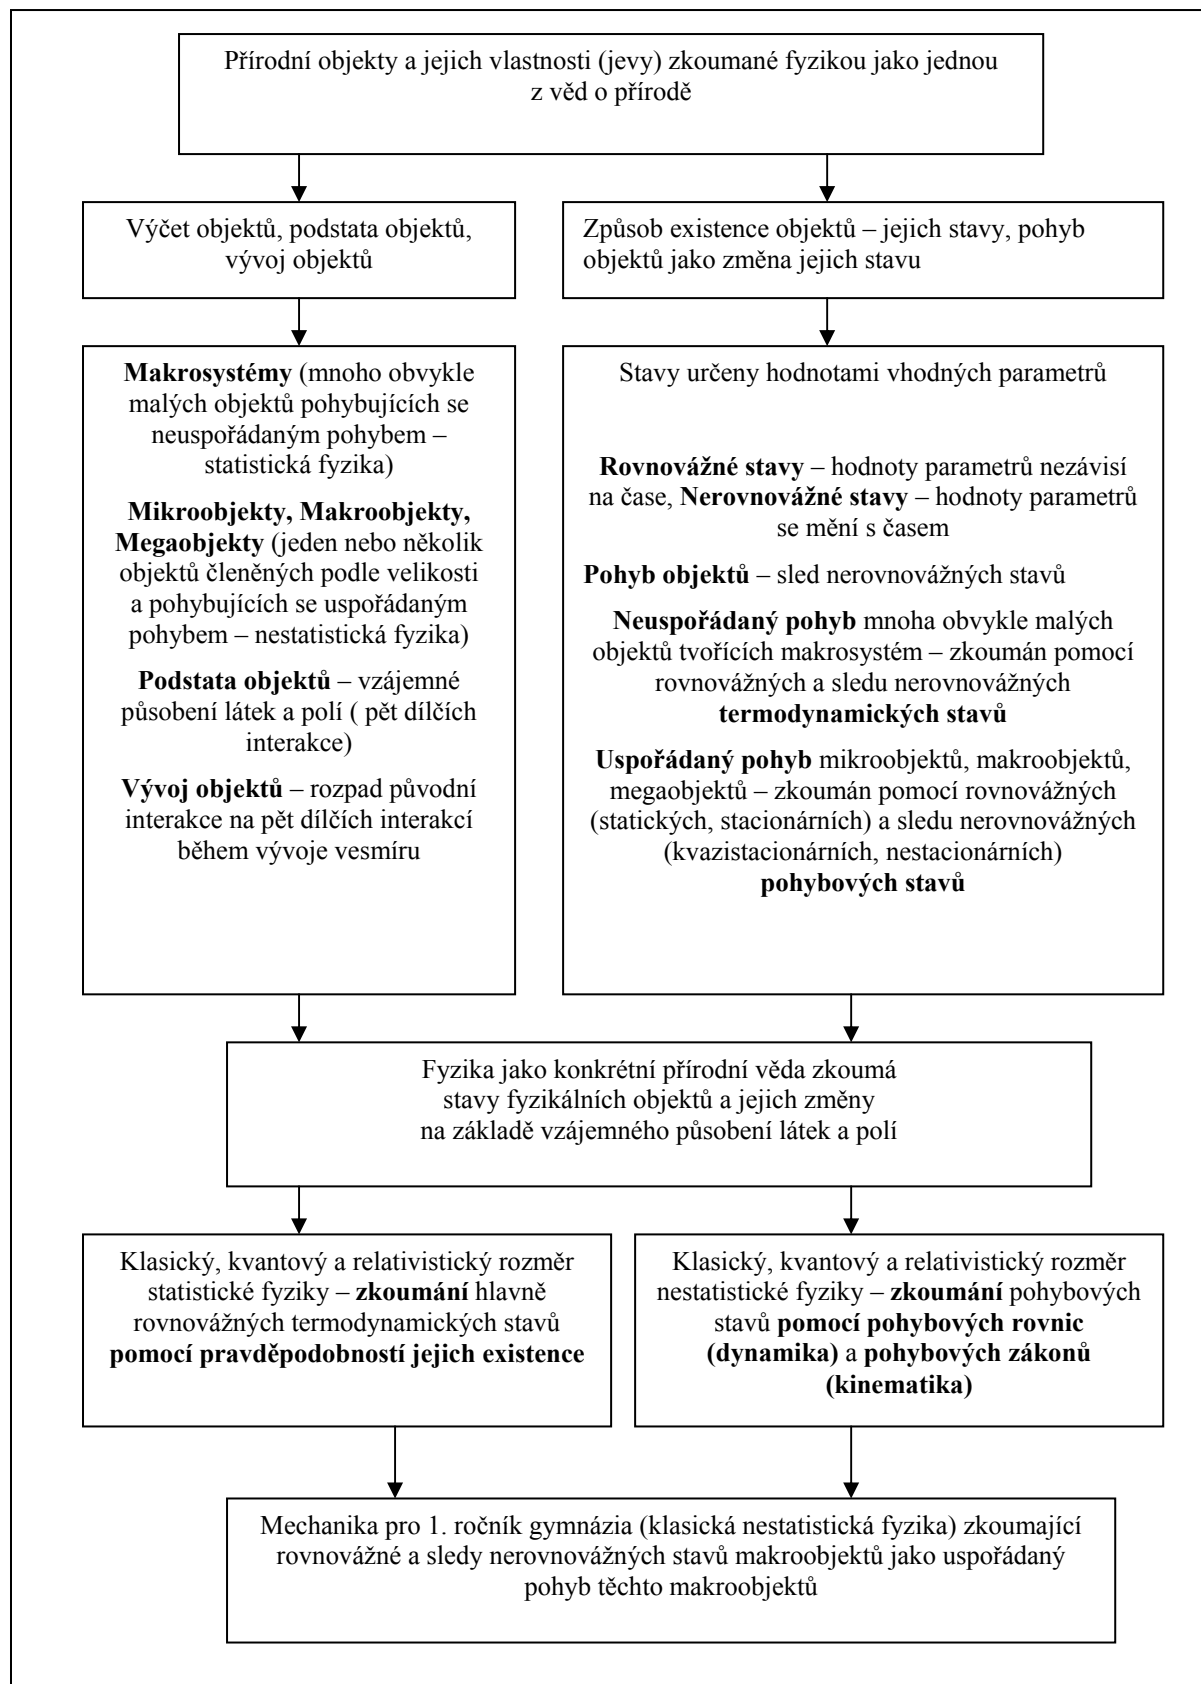 Přírodní objekty a jejich vlastnosti (jevy) zkoumané fyzikou jako jednou
z věd o přírodě
Výčet objektů, podstata objektů,
vývoj objektů
Způsob existence objektů – jejich stavy, pohyb
objektů jako změna jejich stavu
Makrosystémy (mnoho obvykle
malých objektů pohybujících se
neuspořádaným pohybem –
statistická fyzika)
Mikroobjekty, Makroobjekty,
Megaobjekty (jeden nebo několik
objektů členěných podle velikosti
a pohybujících se uspořádaným
pohybem – nestatistická fyzika)
Podstata objektů – vzájemné
působení látek a polí ( pět dílčích
interakce)
Vývoj objektů – rozpad původní
interakce na pět dílčích interakcí
během vývoje vesmíru
Stavy určeny hodnotami vhodných parametrů
Rovnovážné stavy – hodnoty parametrů nezávisí
na čase, Nerovnovážné stavy – hodnoty parametrů
se mění s časem
Pohyb objektů – sled nerovnovážných stavů
Neuspořádaný pohyb mnoha obvykle malých
objektů tvořících makrosystém – zkoumán pomocí
rovnovážných a sledu nerovnovážných
termodynamických stavů
Uspořádaný pohyb mikroobjektů, makroobjektů,
megaobjektů – zkoumán pomocí rovnovážných
(statických, stacionárních) a sledu nerovnovážných
(kvazistacionárních, nestacionárních)
pohybových stavů
Fyzika jako konkrétní přírodní věda zkoumá
stavy fyzikálních objektů a jejich změny
na základě vzájemného působení látek a polí
Klasický, kvantový a relativistický rozměr
statistické fyziky – zkoumání hlavně
rovnovážných termodynamických stavů
pomocí pravděpodobností jejich existence
Klasický, kvantový a relativistický rozměr
nestatistické fyziky – zkoumání pohybových
stavů pomocí pohybových rovnic
(dynamika) a pohybových zákonů
(kinematika)
Mechanika pro 1. ročník gymnázia (klasická nestatistická fyzika) zkoumající
rovnovážné a sledy nerovnovážných stavů makroobjektů jako uspořádaný
pohyb těchto makroobjektů